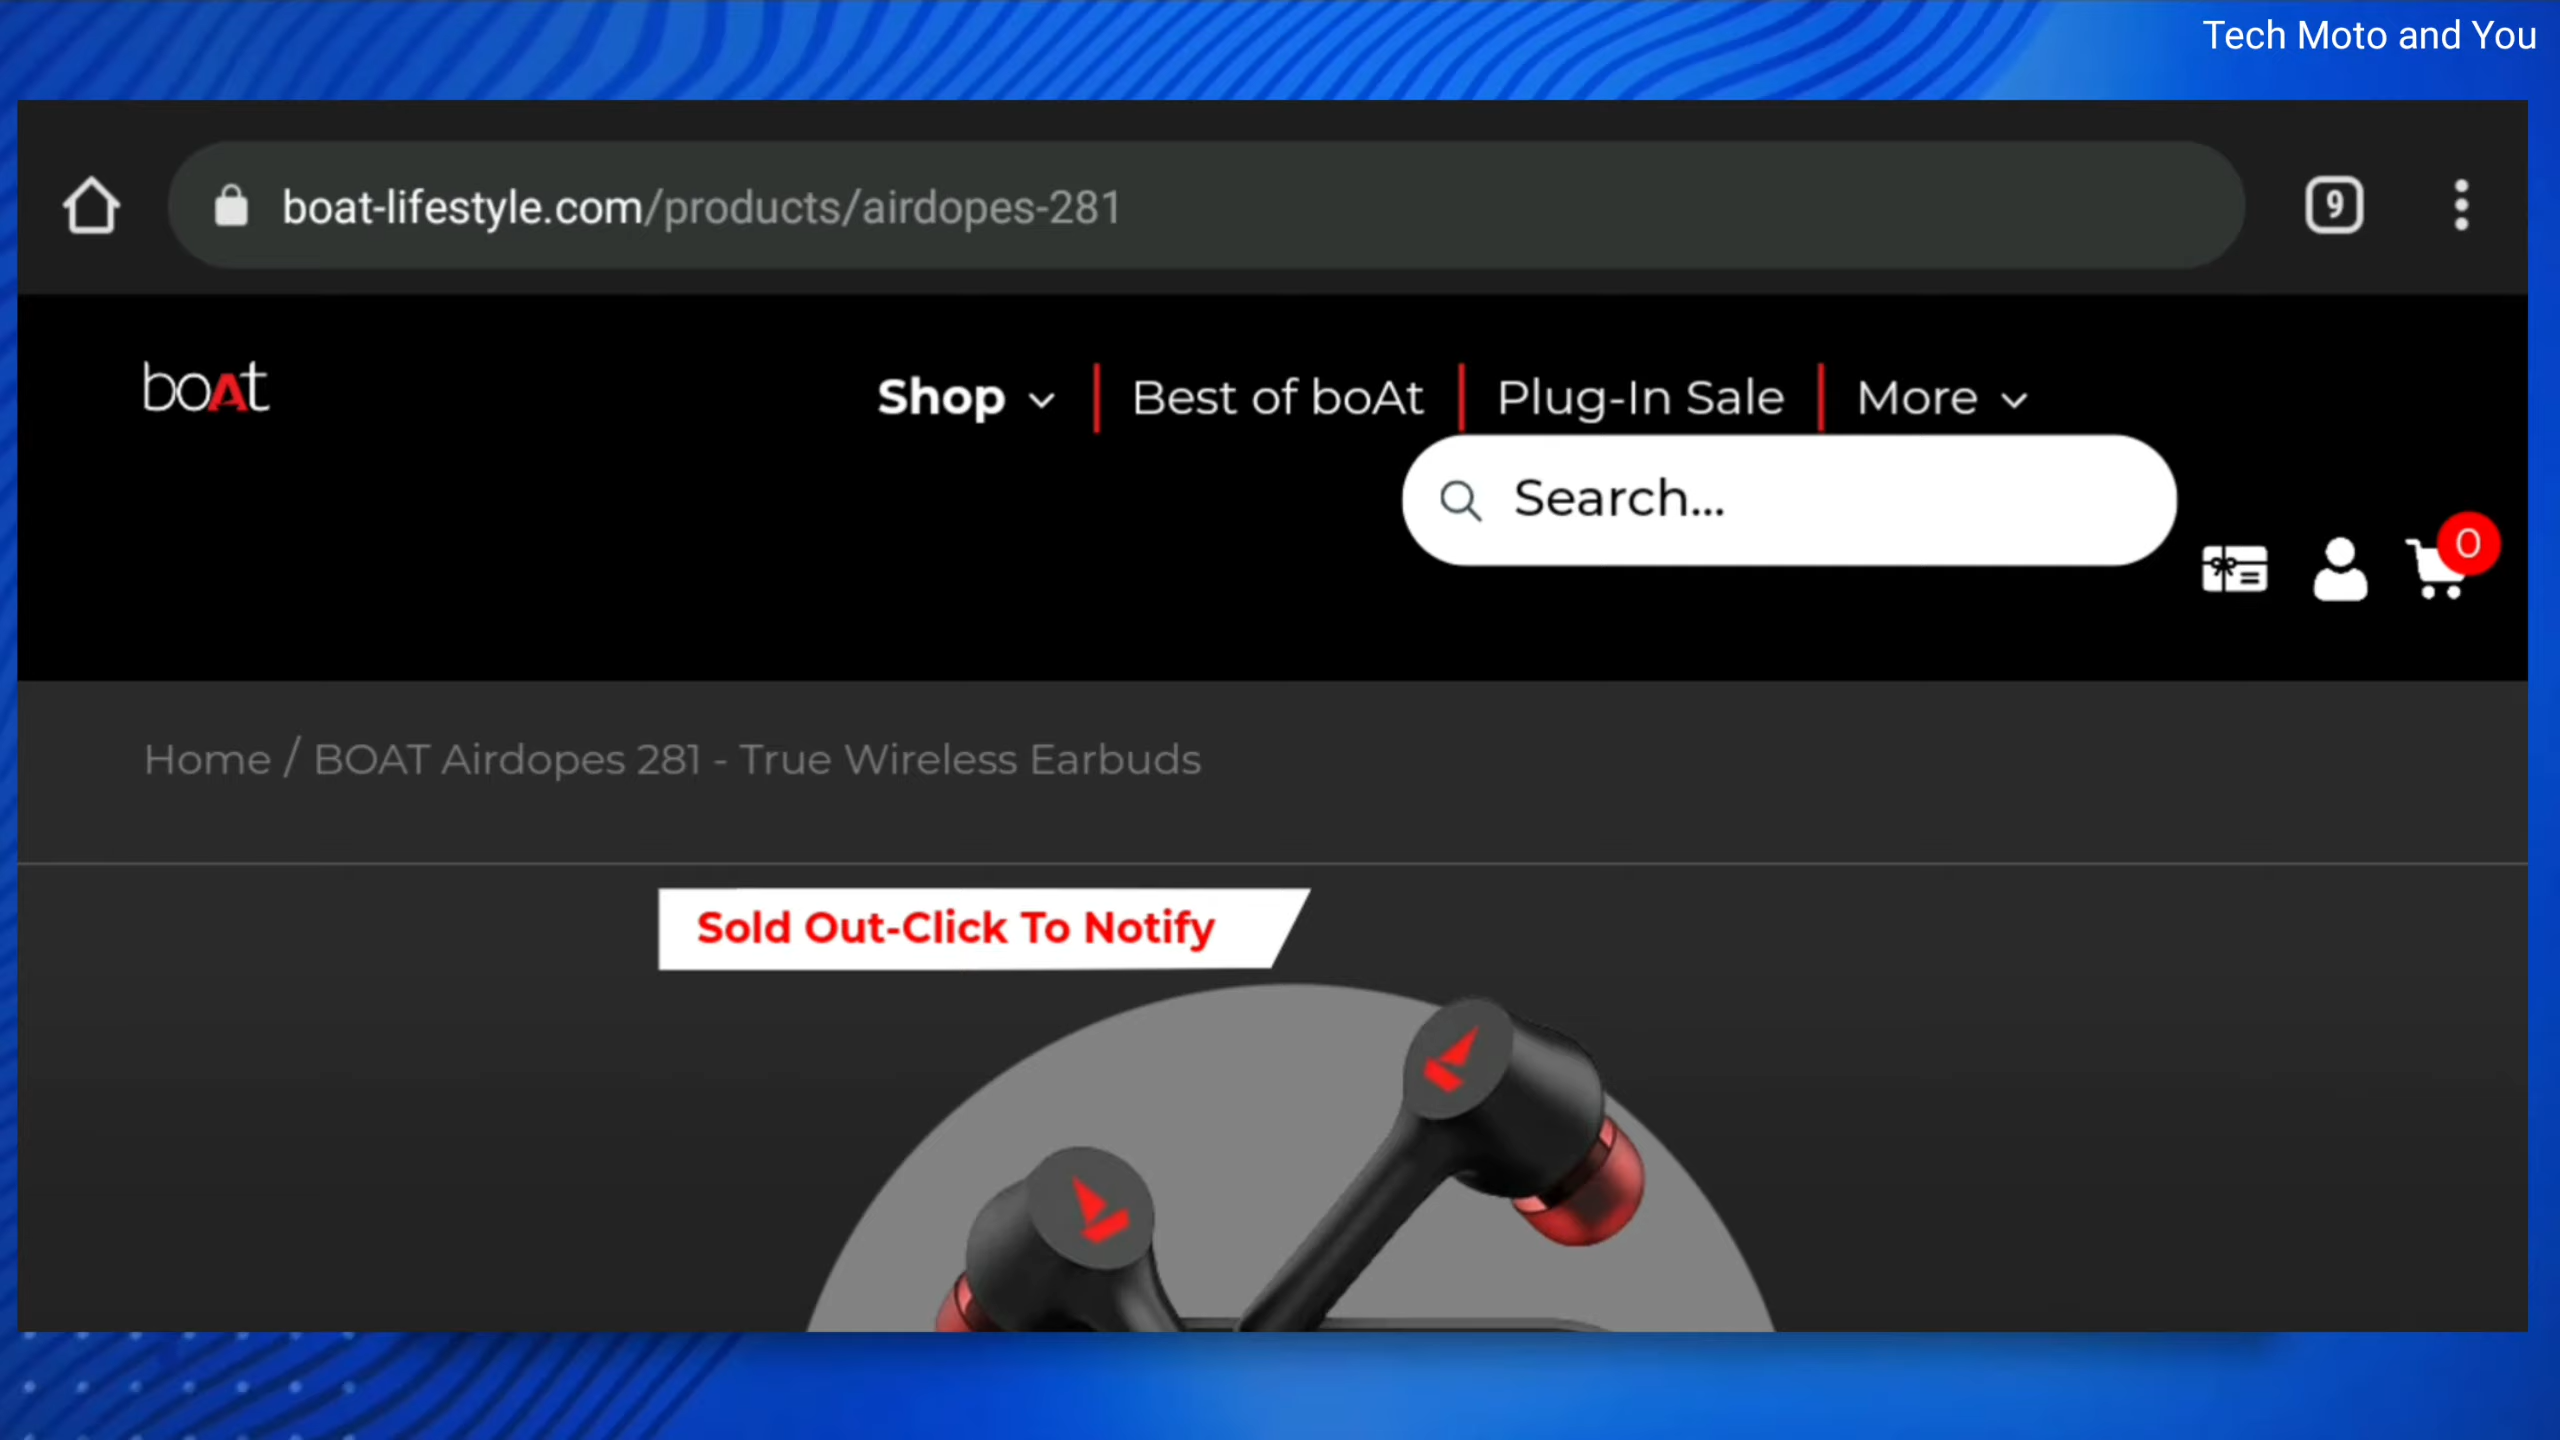 Tech Moto and You
boat-lifestyle.com/products/airdopes-281
9
boAt
Shop
Best of boAt
Plug-In Sale
More
Search...
0
Home / BOAT Airdopes 281 - True Wireless Earbuds
Sold Out-Click To Notify